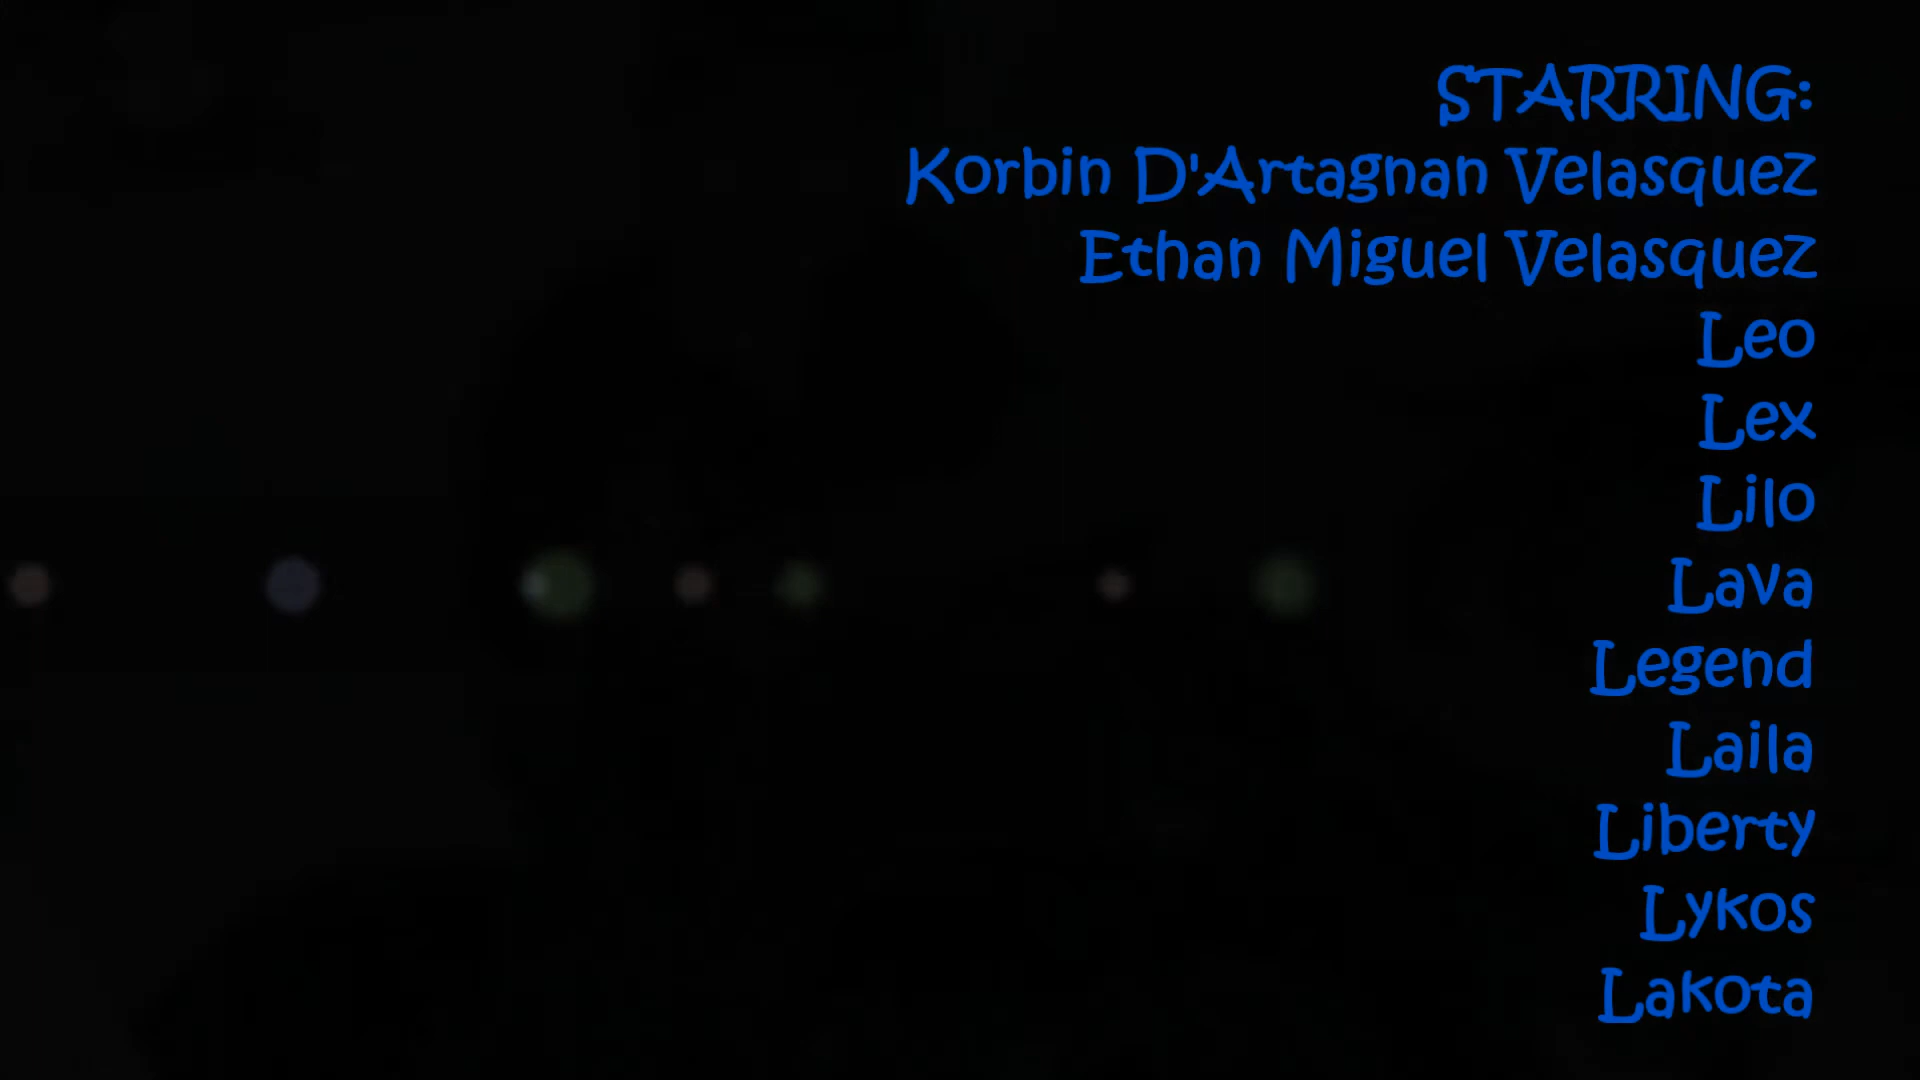 STARRING:
Korbin D'Artagnan Velasquez
Ethan Miguel Velasquez
Leo
Lex
Lilo
Lava
Legend
Laila
Liberty
Lykos
Lakota